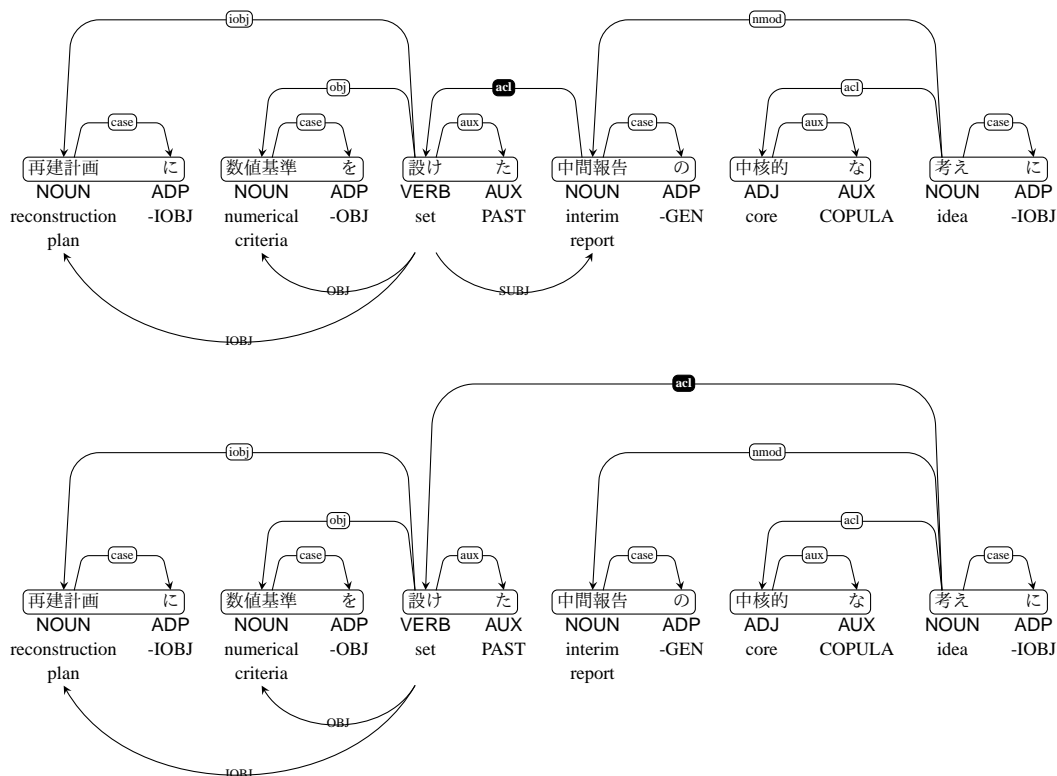 iobj nmod
obj acl acl
case case aux case aux case
再建計画 に 数値基準 を 設け た 中間報告 の 中核的 な 考え に
NOUN ADP NOUN ADP VERB AUX NOUN ADP ADJ AUX NOUN ADP
reconstruction -IOBJ numerical -OBJ set PAST interim -GEN core COPULA idea -IOBJ
plan criteria report
OBJ SUBJ
IOBJ
acl
iobj nmod
obj acl
case case aux case aux case
再建計画 に 数値基準 を 設け た 中間報告 の 中核的 な 考え に
NOUN ADP NOUN ADP VERB AUX NOUN ADP ADJ AUX NOUN ADP
reconstruction -IOBJ numerical -OBJ set PAST interim -GEN core COPULA idea -IOBJ
plan criteria report
OBJ
IOBJ